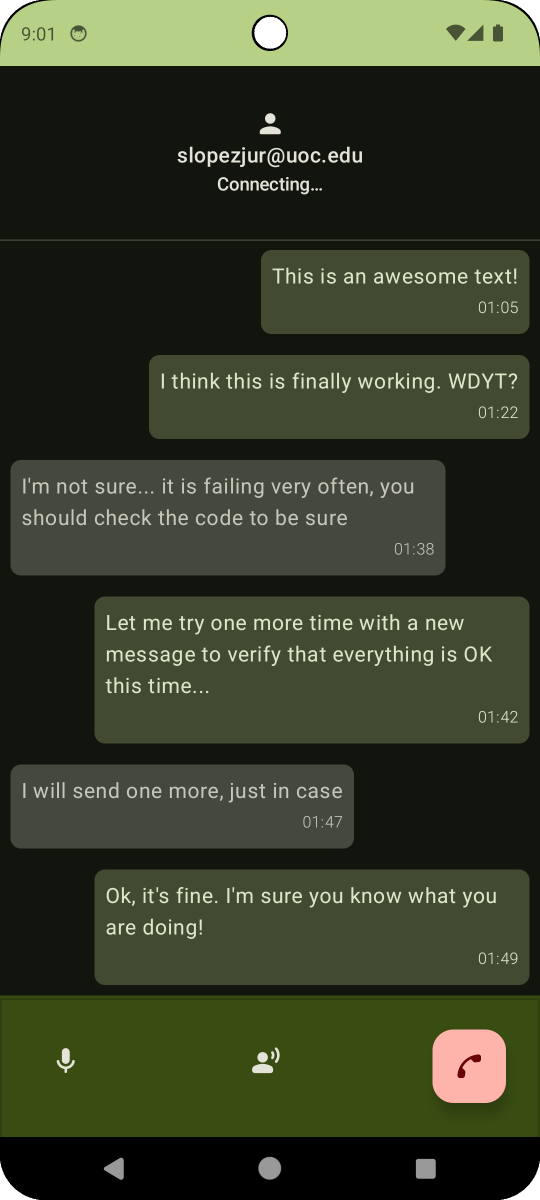 9:01
slopezjur@uoc.edu
Connecting...
This is an awesome text!
01:05
I think this is finally working. WDYT?
01:22
I'm not sure... it is failing very often, you
should check the code to be sure
01:38
Let me try one more time with a new
message to verify that everything is OK
this time...
01:42
I will send one more, just in case
01:47
Ok, it's fine. I'm sure you know what you
are doing!
01:49